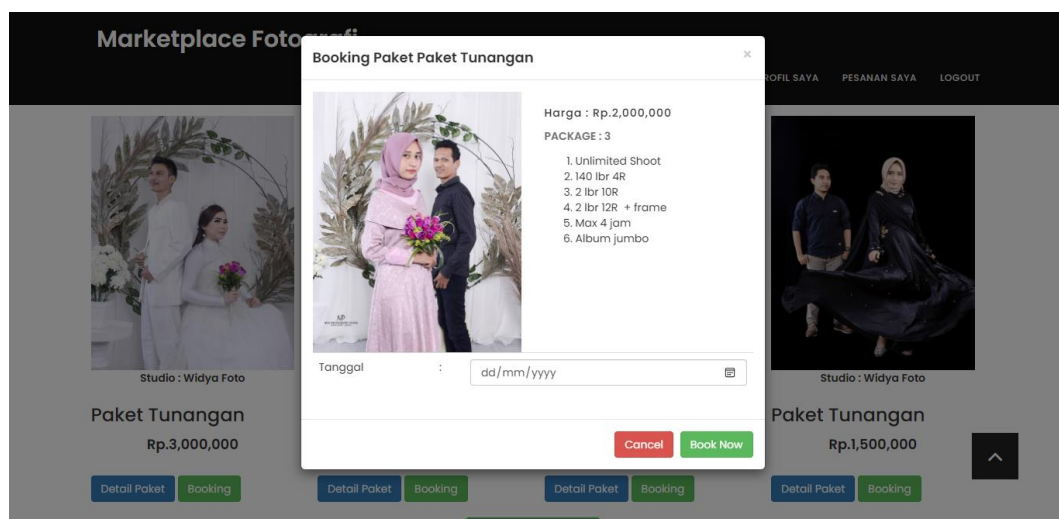 Marketplace Foto
PROFIL SAYA PESANAN SAYA LOGOUT
Booking Paket Paket Tunangan
×
Harga : Rp.2,000,000
PACKAGE : 3
1. Unlimited Shoot
2. 140 lbr 4R
3. 2 lbr 10R
4. 2 lbr 12R + frame
5. Max 4 jam
6. Album jumbo
Tanggal : dd/mm/yyyy
Cancel Book Now
Studio : Widya Foto
Paket Tunangan
Rp.3,000,000
Detail Paket Booking
Detail Paket Booking
Detail Paket Booking
Studio : Widya Foto
Paket Tunangan
Rp.1,500,000
Detail Paket Booking